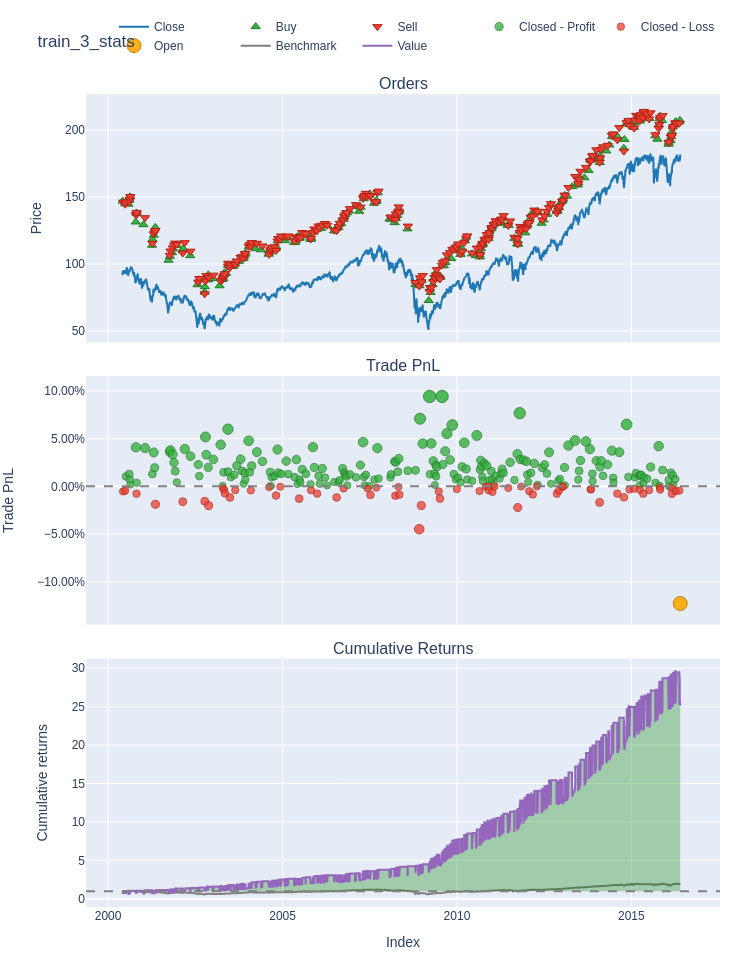 train_3_stats
Close
Buy
Sell
Closed - Profit
Closed - Loss
Open
Benchmark
Value
Orders
200
150
100
50
Price
Trade PnL
10.00%
5.00%
0.00%
−5.00%
−10.00%
Trade PnL
Cumulative Returns
30
25
20
15
10
5
0
Cumulative returns
2000
2005
2010
2015
Index